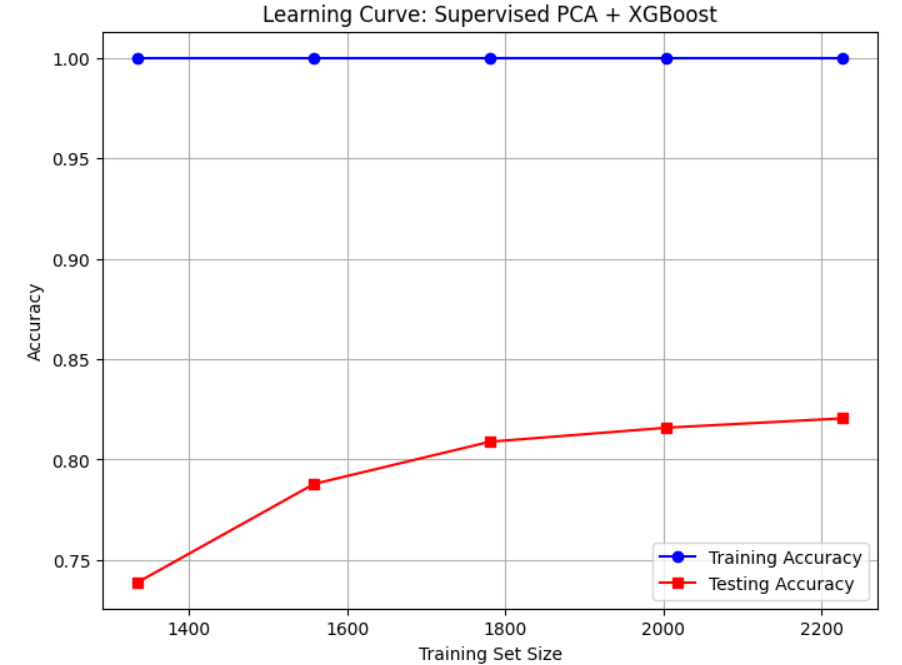 Learning Curve: Supervised PCA + XGBoost
1.00
0.95
0.90
0.85
0.80
0.75
Accuracy
Training Accuracy
Testing Accuracy
1400 1600 1800 2000 2200
Training Set Size